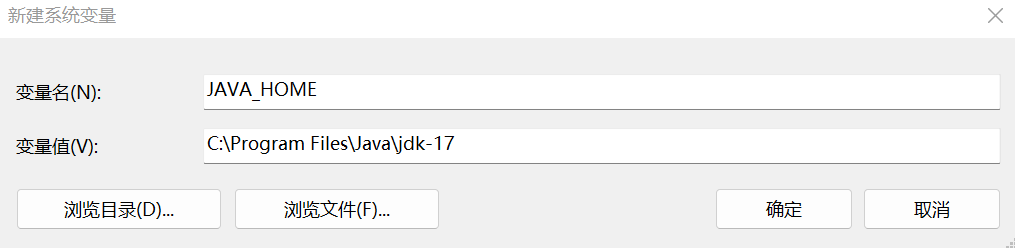 新建系统变量
变量名(N): JAVA_HOME
变量值(V): C:\Program Files\Java\jdk-17
浏览目录(D)... 浏览文件(F)... 确定 取消